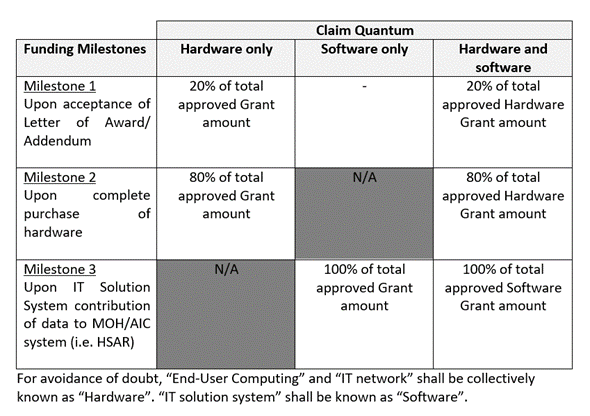 Claim Quantum
Funding Milestones Hardware only Software only Hardware and
software
Milestone 1 20% of total - 20% of total
Upon acceptance of approved Grant approved Hardware
Letter of Award/ amount Grant amount
Addendum
Milestone 2 80% of total N/A 80% of total
Upon complete approved Grant approved Hardware
purchase of amount Grant amount
hardware
Milestone 3 N/A 100% of total 100% of total
Upon IT Solution approved Grant approved Software
System contribution amount Grant amount
of data to MOH/AIC
system (i.e. HSAR)
For avoidance of doubt, “End-User Computing” and “IT network” shall be collectively
known as “Hardware”. “IT solution system” shall be known as “Software”.